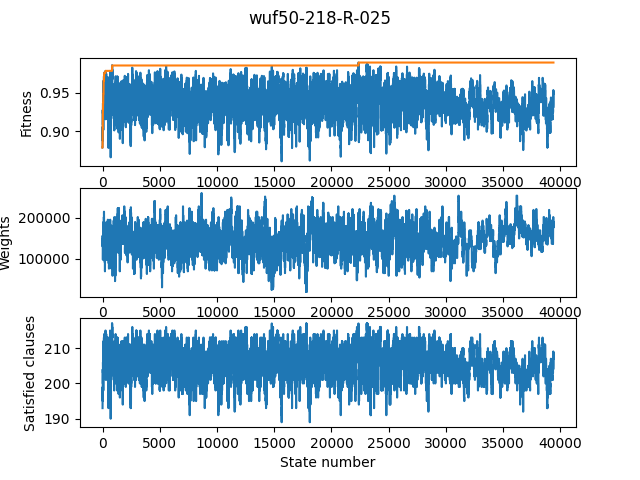 wuf50-218-R-025
Fitness
0.95
0.90
0 5000 10000 15000 20000 25000 30000 35000 40000
Weights
200000
100000
0 5000 10000 15000 20000 25000 30000 35000 40000
Satisfied clauses
210
200
190
0 5000 10000 15000 20000 25000 30000 35000 40000
State number